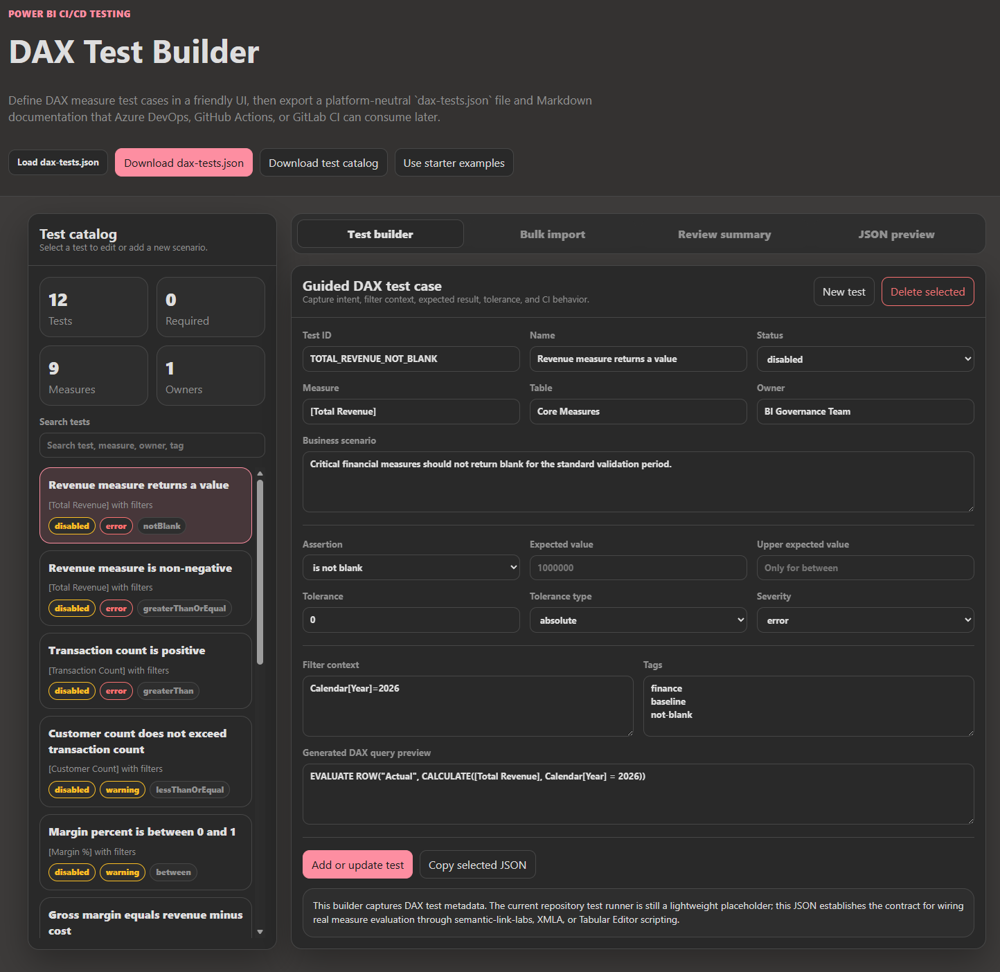 POWER BI CI/CD TESTING
DAX Test Builder
Define DAX measure test cases in a friendly UI, then export a platform-neutral `dax-tests.json` file and Markdown
documentation that Azure DevOps, GitHub Actions, or GitLab CI can consume later.
Load dax-tests.json
Download dax-tests.json
Download test catalog
Use starter examples
Test catalog
Select a test to edit or add a new scenario.
12
Tests
0
Required
9
Measures
1
Owners
Search tests
Search test, measure, owner, tag
Revenue measure returns a value
[Total Revenue] with filters
disabled error notBlank
Revenue measure is non-negative
[Total Revenue] with filters
disabled error greaterThanOrEqual
Transaction count is positive
[Transaction Count] with filters
disabled error greaterThan
Customer count does not exceed
transaction count
[Customer Count] with filters
disabled warning lessThanOrEqual
Margin percent is between 0 and 1
[Margin %] with filters
disabled warning between
Gross margin equals revenue minus
cost
Test builder
Bulk import
Review summary
JSON preview
Guided DAX test case
Capture intent, filter context, expected result, tolerance, and CI behavior.
New test
Delete selected
Test ID
TOTAL_REVENUE_NOT_BLANK
Name
Revenue measure returns a value
Status
disabled
Measure
[Total Revenue]
Table
Core Measures
Owner
BI Governance Team
Business scenario
Critical financial measures should not return blank for the standard validation period.
Assertion
is not blank
Expected value
1000000
Upper expected value
Only for between
Tolerance
0
Tolerance type
absolute
Severity
error
Filter context
Calendar[Year]=2026
Tags
finance
baseline
not-blank
Generated DAX query preview
EVALUATE ROW("Actual", CALCULATE([Total Revenue], Calendar[Year] = 2026))
Add or update test
Copy selected JSON
This builder captures DAX test metadata. The current repository test runner is still a lightweight placeholder; this JSON establishes the contract for wiring
real measure evaluation through semantic-link-labs, XMLA, or Tabular Editor scripting.